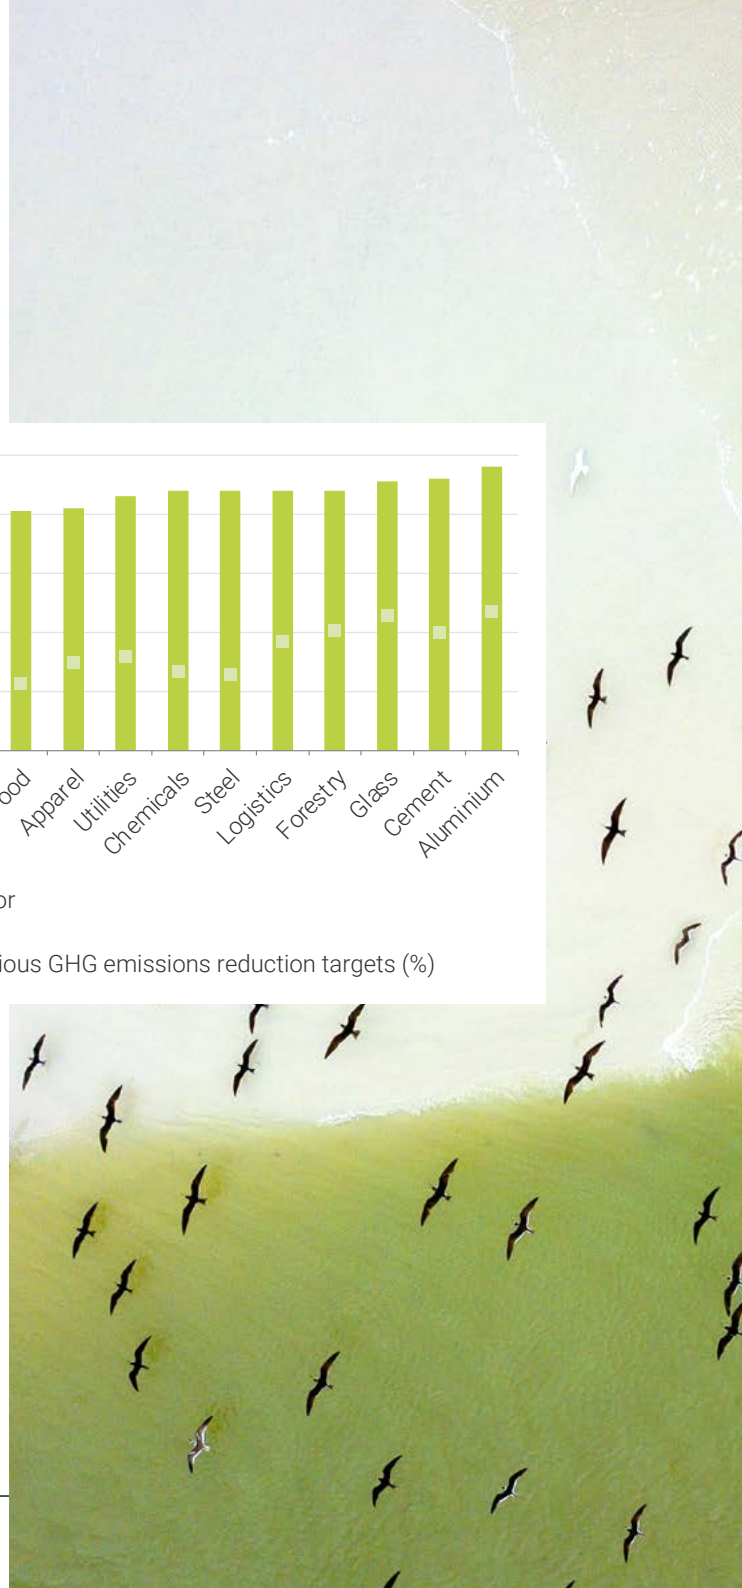 ood
Apparel
Utilities
Chemicals
Steel
Logistics
Forestry
Glass
Cement
Aluminium
or
ious GHG emissions reduction targets (%)